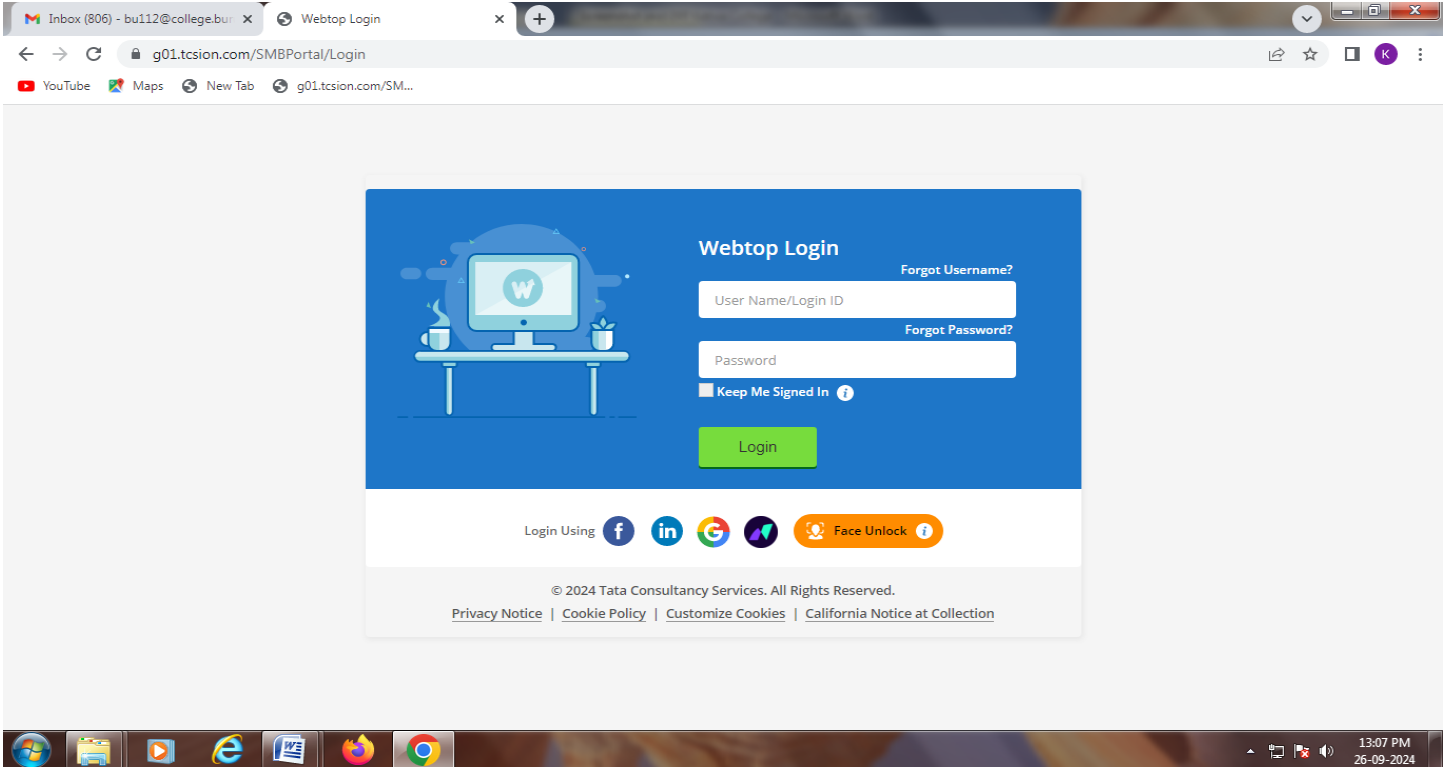 Inbox (806) - bu112@college.bur
Webtop Login
g01.tcsion.com/SMBPortal/Login
K
YouTube
Maps
New Tab
g01.tcsion.com/SM...
W
Webtop Login
Forgot Username?
User Name/Login ID
Forgot Password?
Password
Keep Me Signed In i
Login
Login Using f in G Face Unlock i
© 2024 Tata Consultancy Services. All Rights Reserved.
Privacy Notice | Cookie Policy | Customize Cookies | California Notice at Collection
13:07 PM
26-09-2024